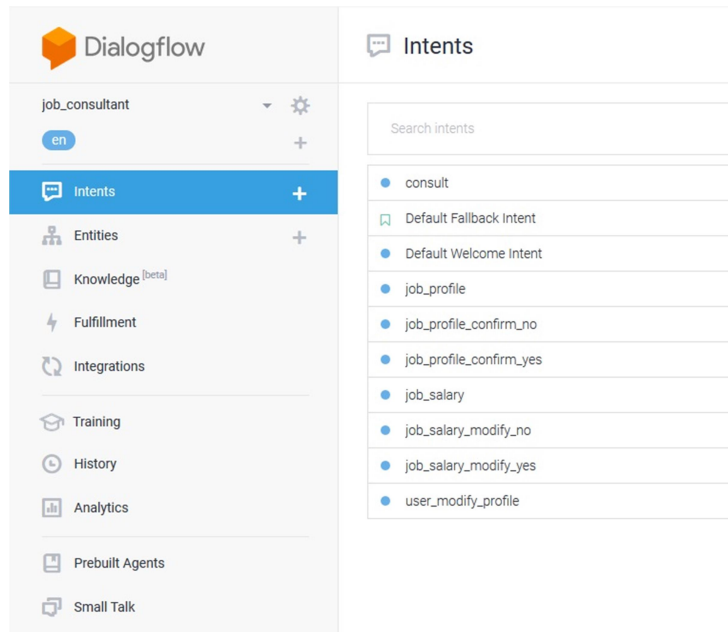 Dialogflow
Intents
job_consultant
en
Intents
Entities
Knowledge [beta]
Fulfillment
Integrations
Training
History
Analytics
Prebuilt Agents
Small Talk
Search intents
consult
Default Fallback Intent
Default Welcome Intent
job_profile
job_profile_confirm_no
job_profile_confirm_yes
job_salary
job_salary_modify_no
job_salary_modify_yes
user_modify_profile